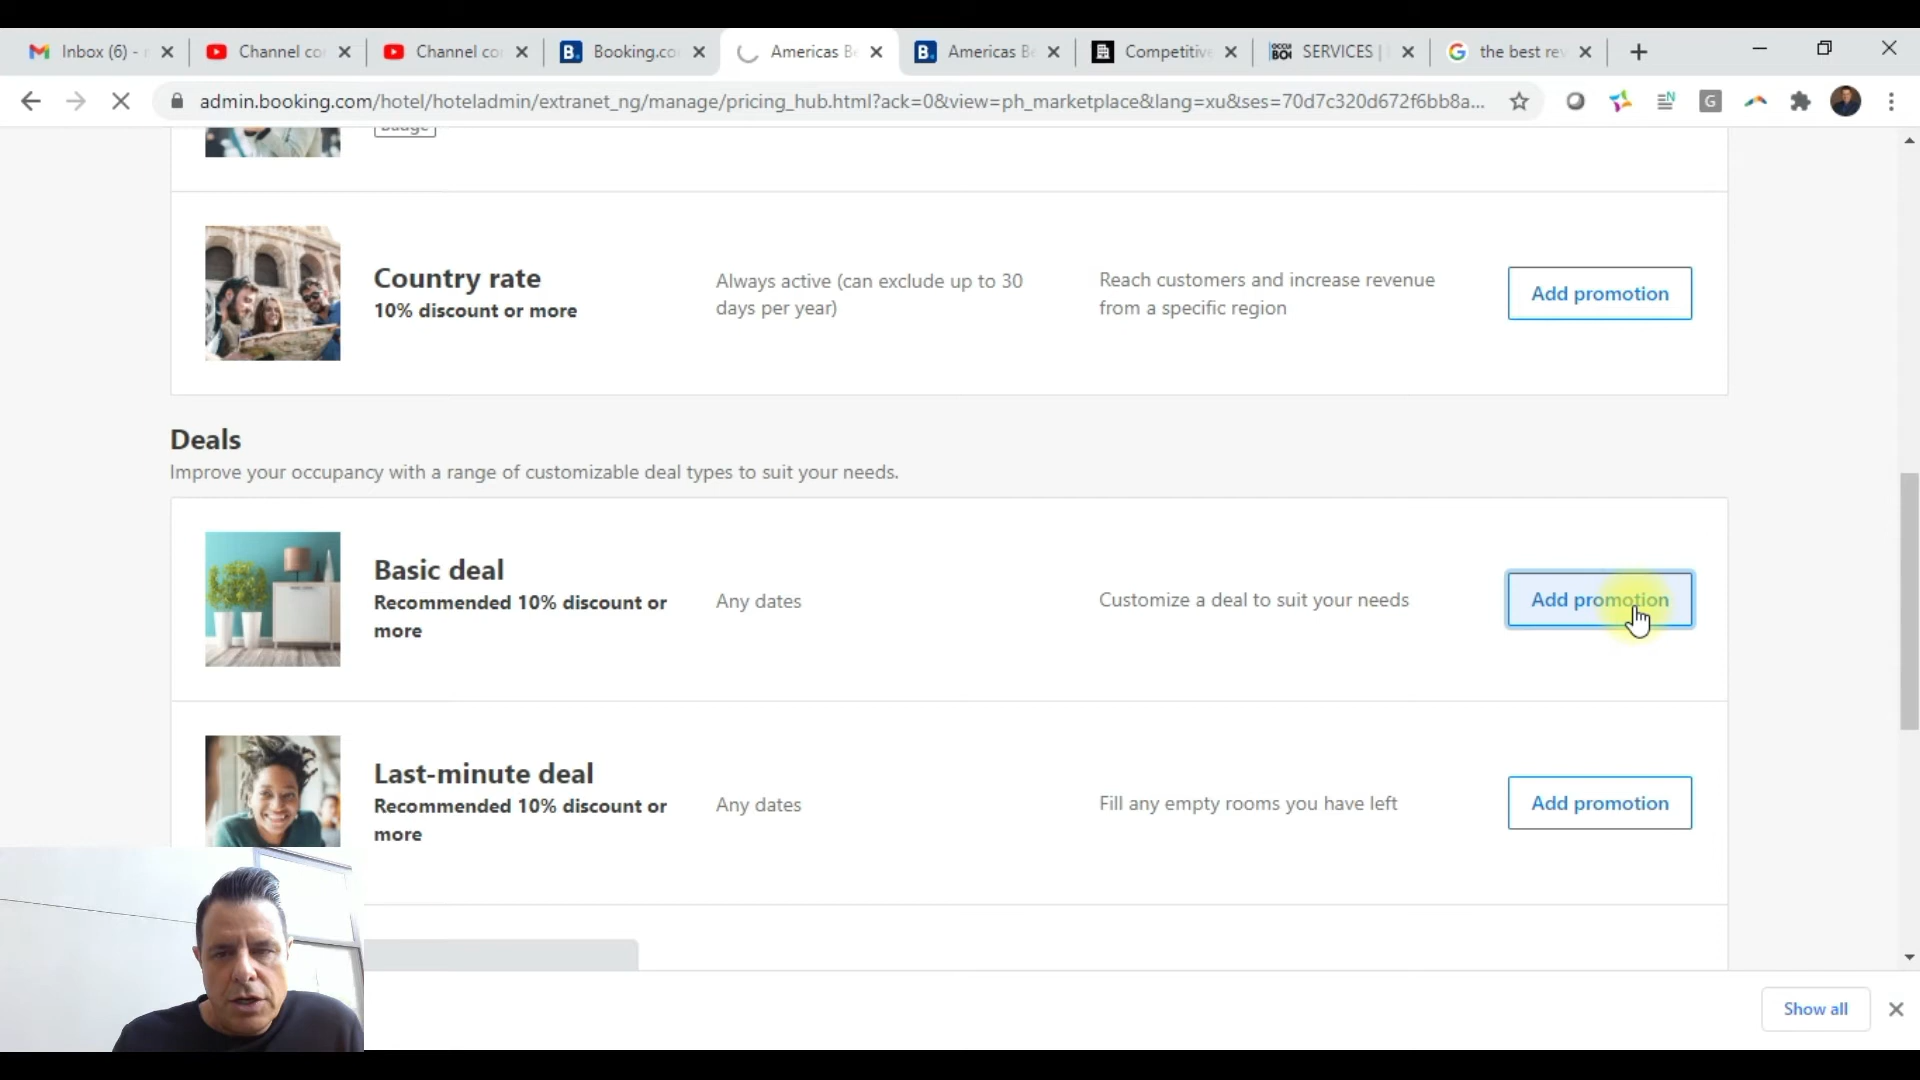 Inbox (6) -
Channel co
Channel co
Booking.co
Americas Be
Americas Be
Competitive
SERVICES |
the best rev
admin.booking.com/hotel/hoteladmin/extranet_ng/manage/pricing_hub.html?ack=0&view=ph_marketplace&lang=xu&ses=70d7c320d672f6bb8a...
Country rate
10% discount or more
Always active (can exclude up to 30
days per year)
Reach customers and increase revenue
from a specific region
Add promotion
Deals
Improve your occupancy with a range of customizable deal types to suit your needs.
Basic deal
Recommended 10% discount or
more
Any dates
Customize a deal to suit your needs
Add promotion
Last-minute deal
Recommended 10% discount or
more
Any dates
Fill any empty rooms you have left
Add promotion
Show all